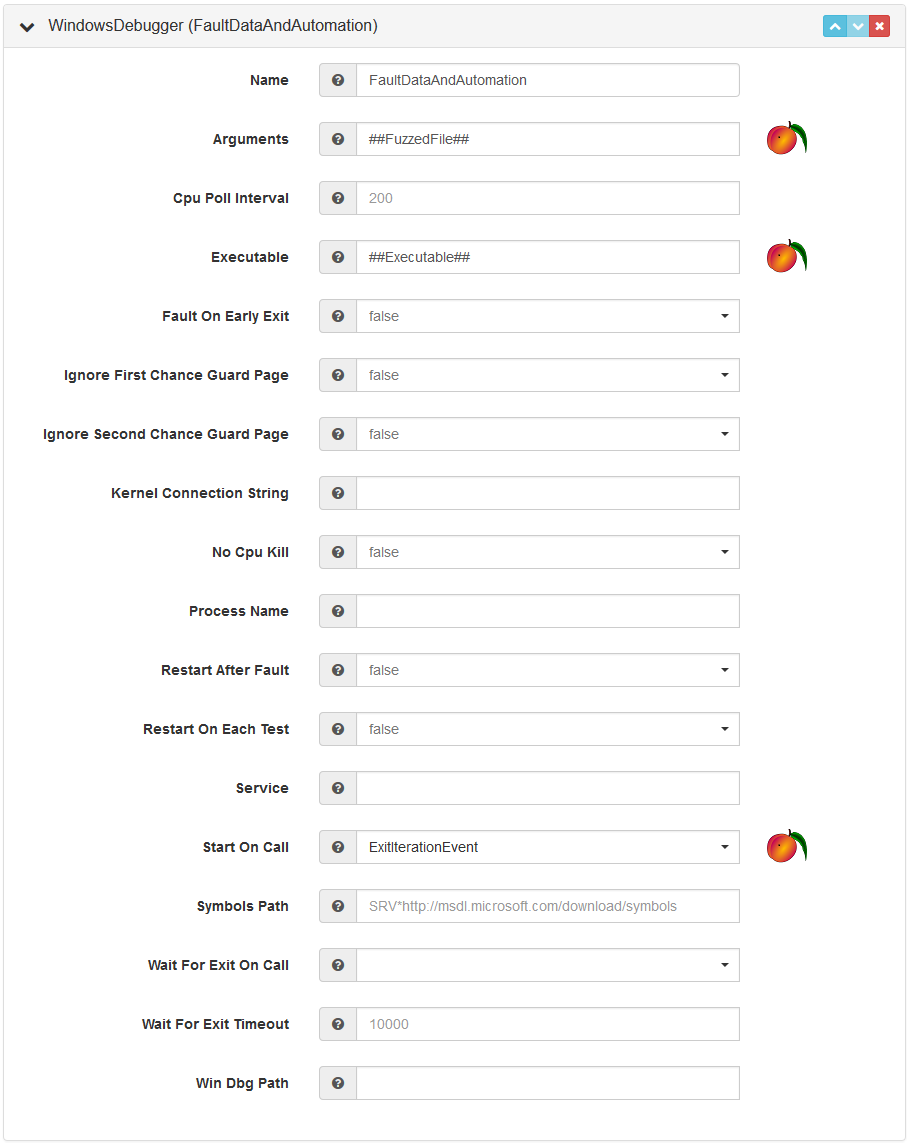 WindowsDebugger (FaultDataAndAutomation)
Name FaultDataAndAutomation
Arguments ##FuzzedFile##
Cpu Poll Interval 200
Executable ##Executable##
Fault On Early Exit false
Ignore First Chance Guard Page false
Ignore Second Chance Guard Page false
Kernel Connection String
No Cpu Kill false
Process Name
Restart After Fault false
Restart On Each Test false
Service
Start On Call ExitIterationEvent
Symbols Path SRV*http://msdl.microsoft.com/download/symbols
Wait For Exit On Call
Wait For Exit Timeout 10000
Win Dbg Path